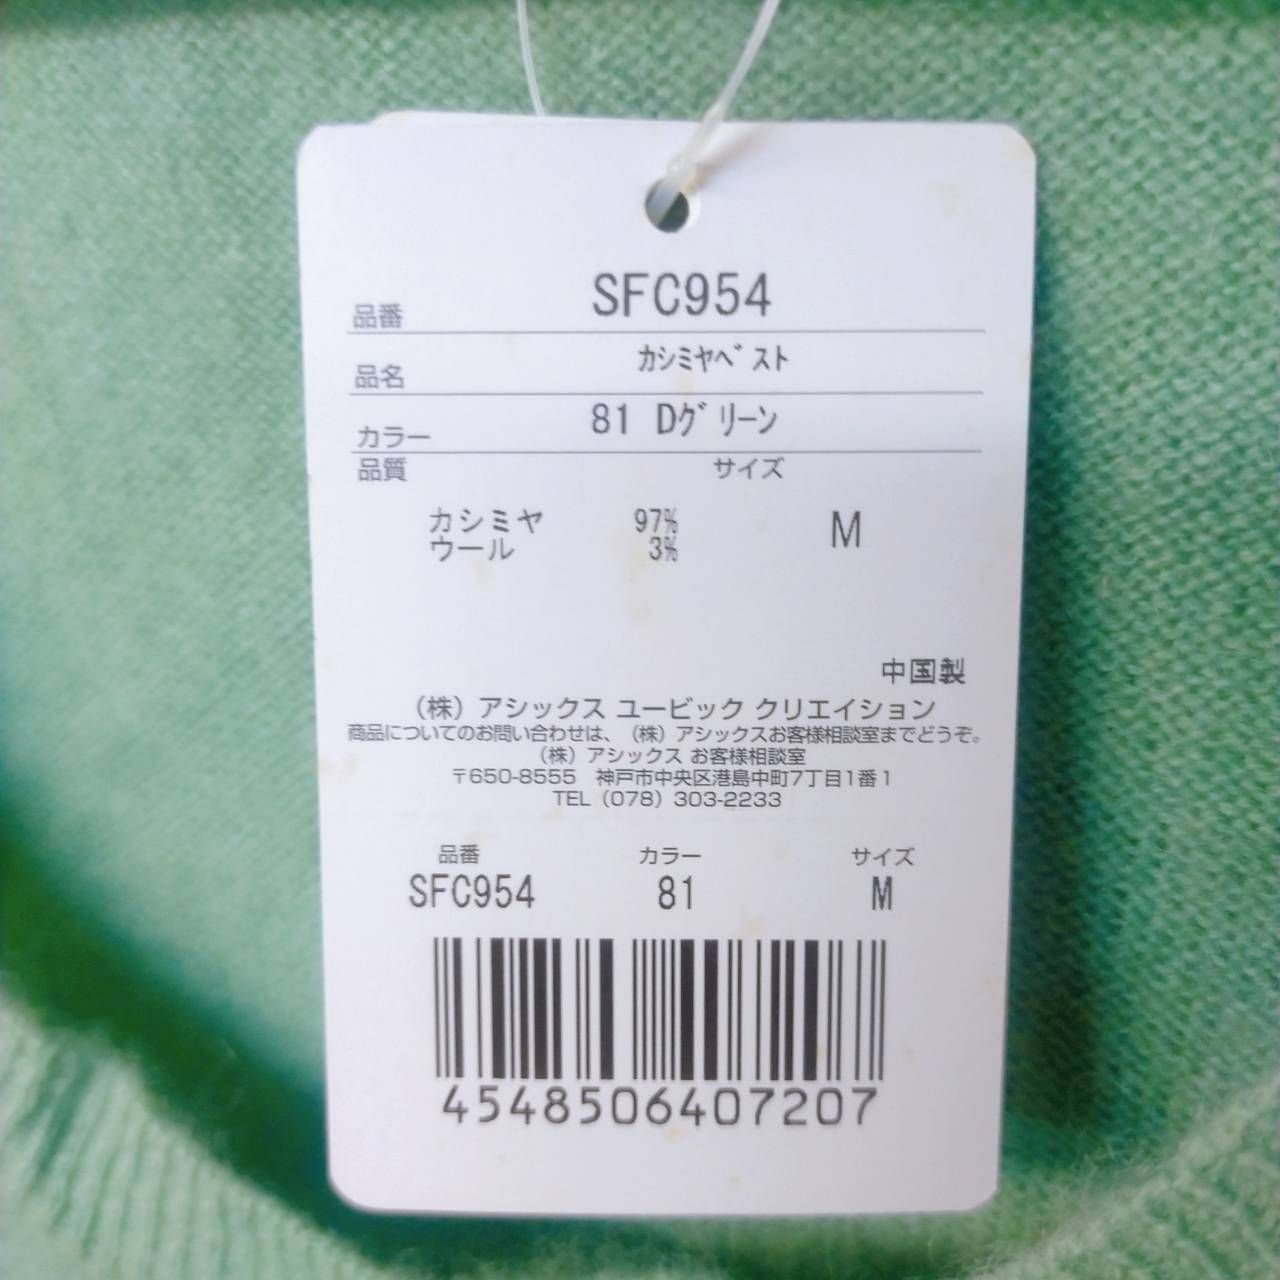 品番 SFC954
品名 ｶｼﾐﾔﾍﾞｽﾄ
カラー 81 Dｸﾞﾘｰﾝ
品質 サイズ
カシミヤ 97% M
ウール 3%
中国製
（株）アシックス ユービック クリエイション
商品についてのお問い合わせは、（株）アシックスお客様相談室までどうぞ。
（株）アシックス お客様相談室
〒650-8555 神戸市中央区港島中町7丁目1番1
TEL（078）303-2233
品番 カラー サイズ
SFC954 81 M
4548506407207